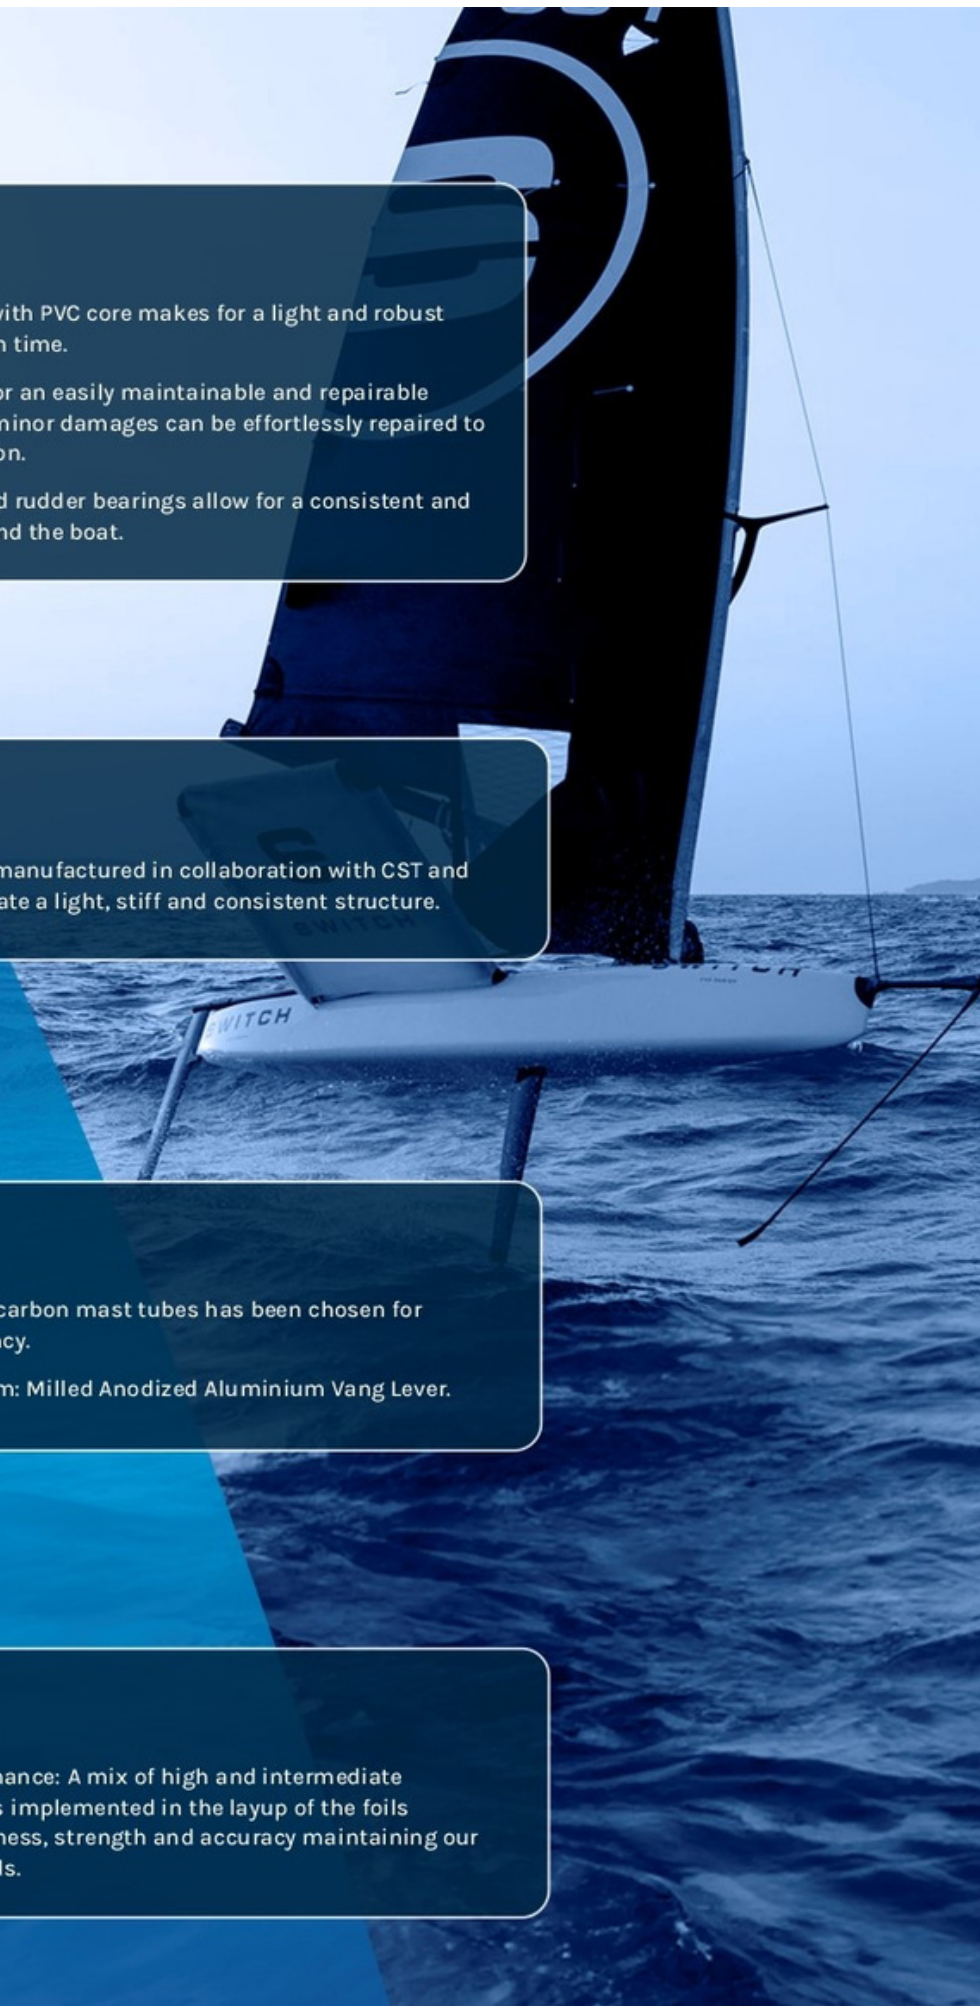 with PVC core makes for a light and robust
time.
or an easily maintainable and repairable
minor damages can be effortlessly repaired to
on.
rudder bearings allow for a consistent and
the boat.
manufactured in collaboration with CST and
ate a light, stiff and consistent structure.
SWITCH
SWITCH
SWITCH
carbon mast tubes has been chosen for
cy.
m: Milled Anodized Aluminium Vang Lever.
ance: A mix of high and intermediate
implemented in the layup of the foils
ness, strength and accuracy maintaining our
ls.